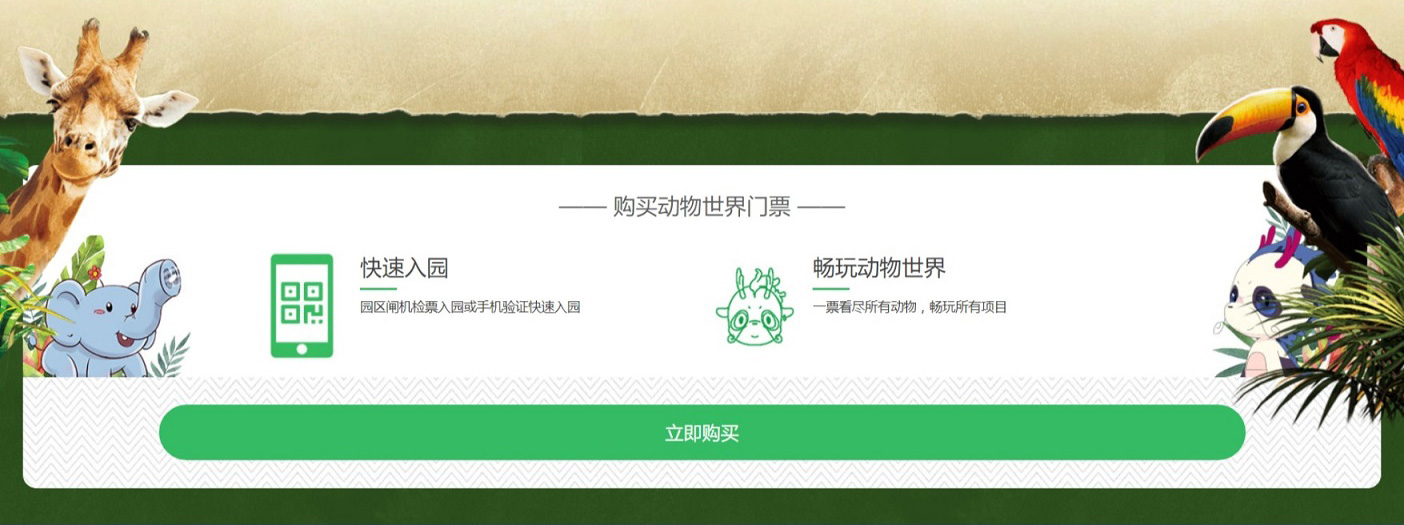 —— 购买动物世界门票 ——
快速入园
园区闸机检票入园或手机验证快速入园
畅玩动物世界
一票看尽所有动物，畅玩所有项目
立即购买